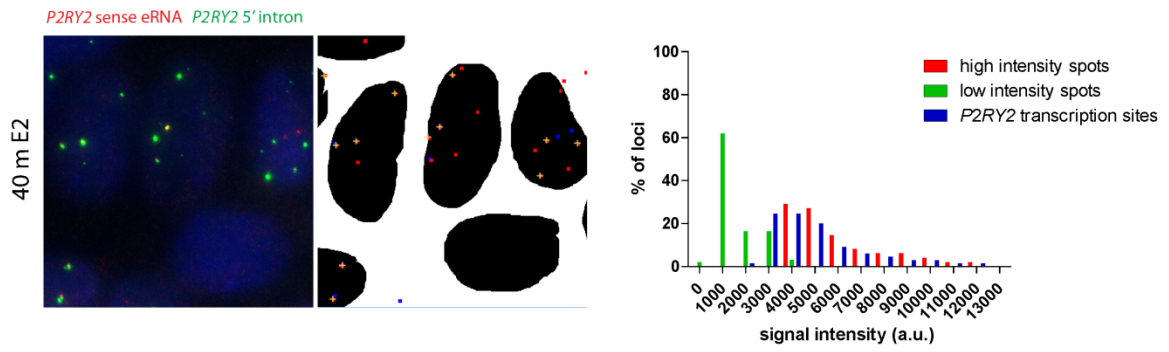 P2RY2 sense eRNA P2RY2 5' intron
40 m E2
% of loci
100
80
60
40
20
0
high intensity spots
low intensity spots
P2RY2 transcription sites
0 1000 2000 3000 4000 5000 6000 7000 8000 9000 10000 11000 12000 13000
signal intensity (a.u.)